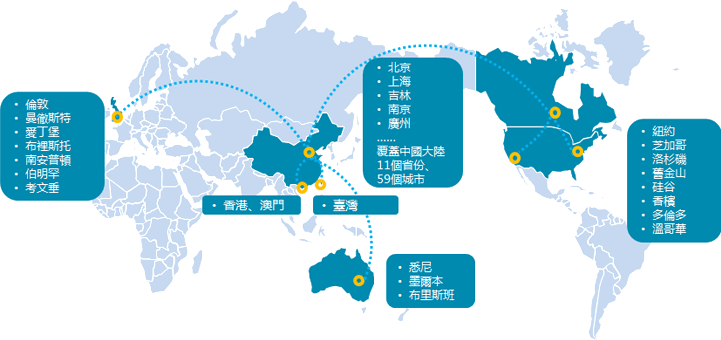 • 倫敦
• 曼徹斯特
• 愛丁堡
• 布裡斯托
• 南安普頓
• 伯明罕
• 考文垂
• 北京
• 上海
• 吉林
• 南京
• 廣州
......
覆蓋中國大陸
11個省份、
59個城市
• 香港、澳門
• 臺灣
• 悉尼
• 墨爾本
• 布里斯班
• 紐約
• 芝加哥
• 洛杉磯
• 舊金山
• 硅谷
• 香檳
• 多倫多
• 溫哥華